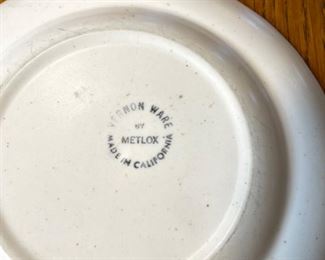 VERNON WARE
BY
METLOX
MADE IN CALIFORNIA